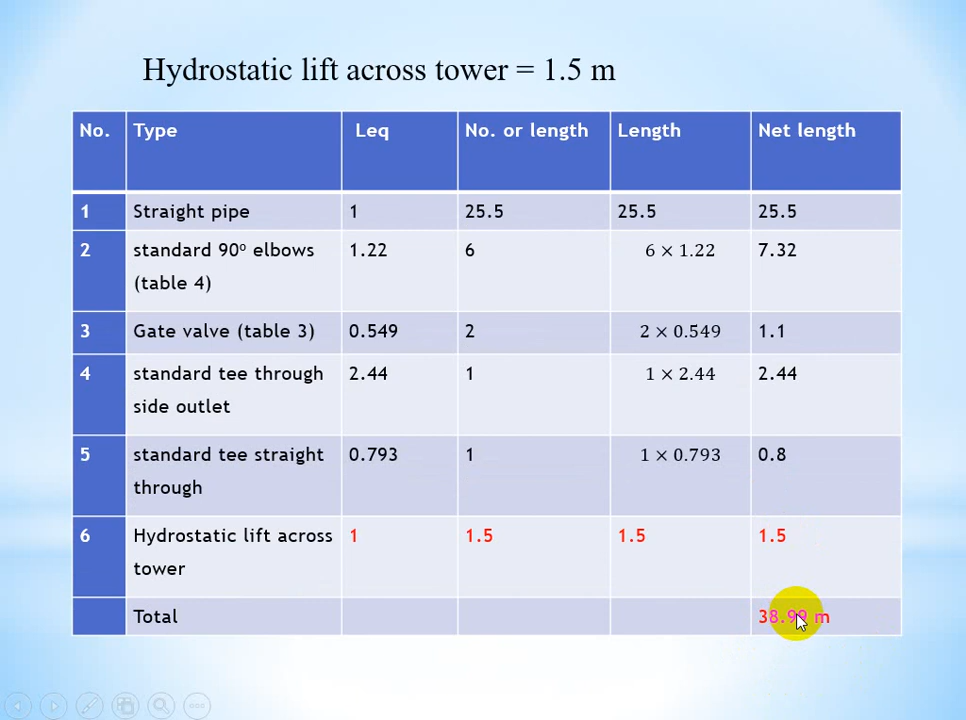 Hydrostatic lift across tower = 1.5 m
No. Type Leq No. or length Length Net length
1 Straight pipe 1 25.5 25.5 25.5
2 standard 90º elbows 1.22 6 6 × 1.22 7.32
(table 4)
3 Gate valve (table 3) 0.549 2 2 × 0.549 1.1
4 standard tee through 2.44 1 1 × 2.44 2.44
side outlet
5 standard tee straight 0.793 1 1 × 0.793 0.8
through
6 Hydrostatic lift across 1 1.5 1.5 1.5
tower
Total 38.99 m